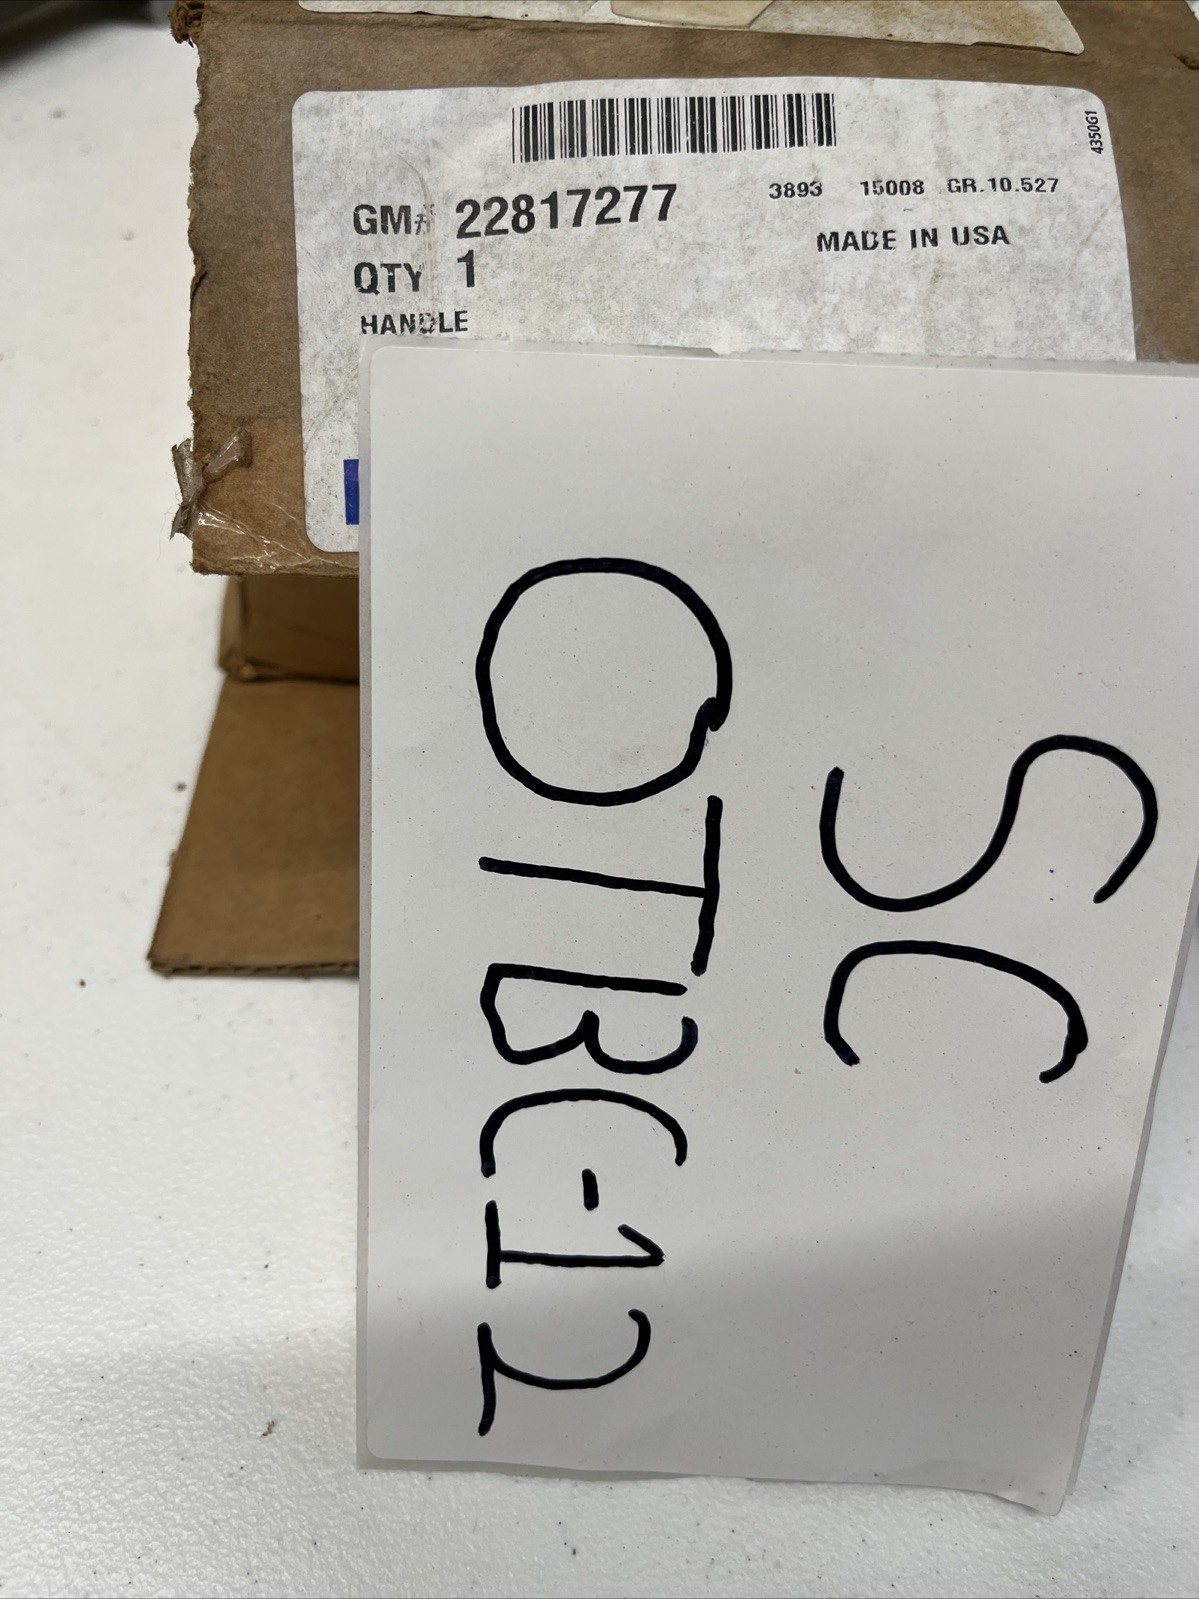 4350G1
GM# 22817277
3893 15008 GR.10.527
QTY 1
MADE IN USA
HANDLE
SC
OTBC-12